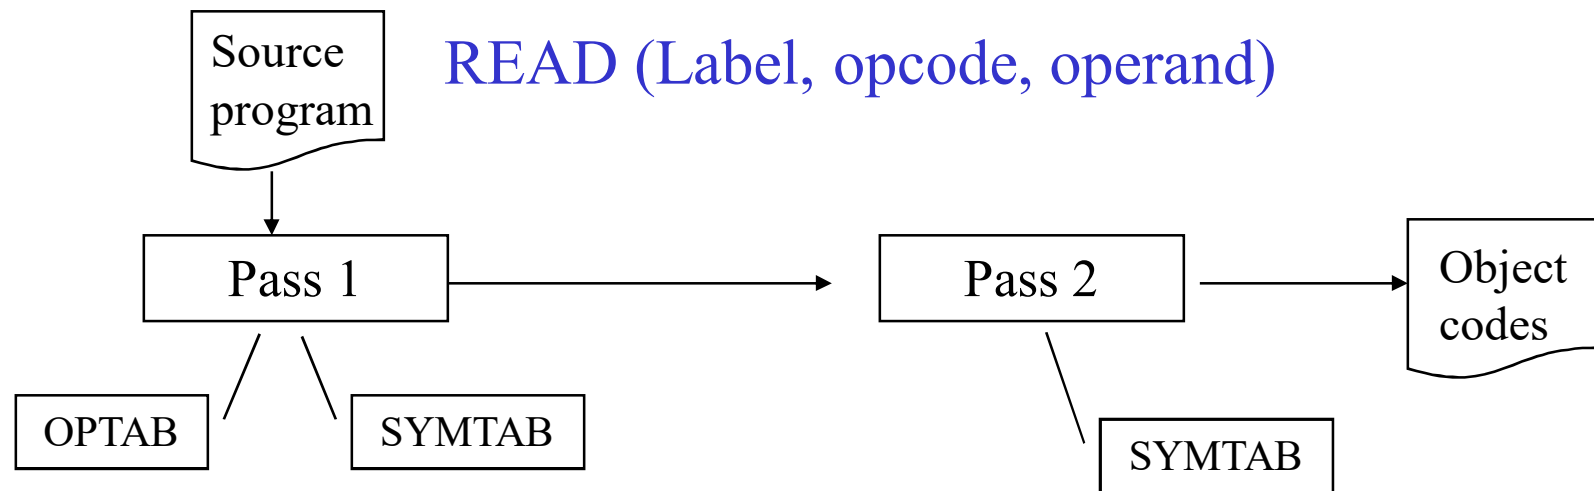 Source
program
READ (Label, opcode, operand)
Pass 1
Pass 2
Object
codes
OPTAB
SYMTAB
SYMTAB